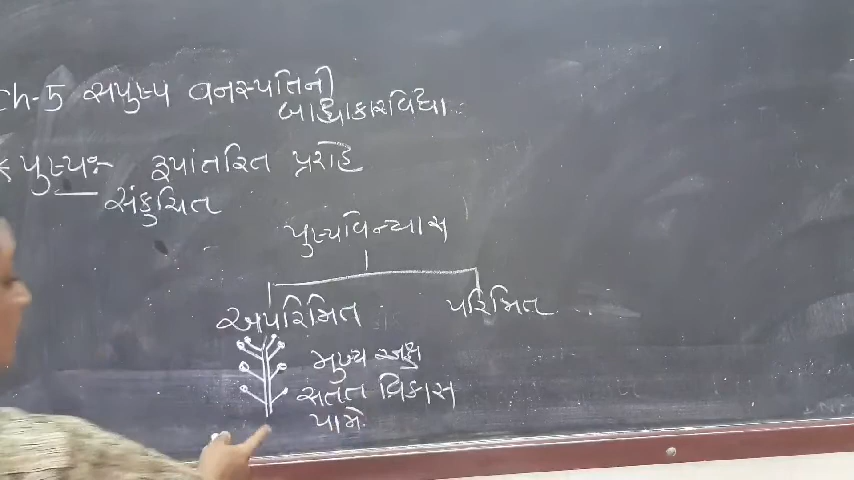 Ch-5 સપુષ્પ વનસ્પતિની
બાહ્યાકારવિદ્યા
* પુષ્પઃ- રૂપાંતરિત પ્રરોહ
સંકુચિત
પુષ્પવિન્યાસ
અપરિમિત પરિમિત
મુખ્ય અક્ષ
સતત વિકાસ
પામે.